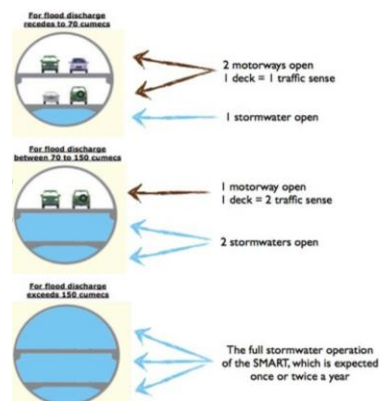 For flood discharge
recedes to 70 cumecs
2 motorways open
1 deck = 1 traffic sense
1 stormwater open
For flood discharge
between 70 to 150 cumecs
1 motorway open
1 deck = 2 traffic sense
2 stormwaters open
For flood discharge
exceeds 150 cumecs
The full stormwater operation
of the SMART, which is expected
once or twice a year